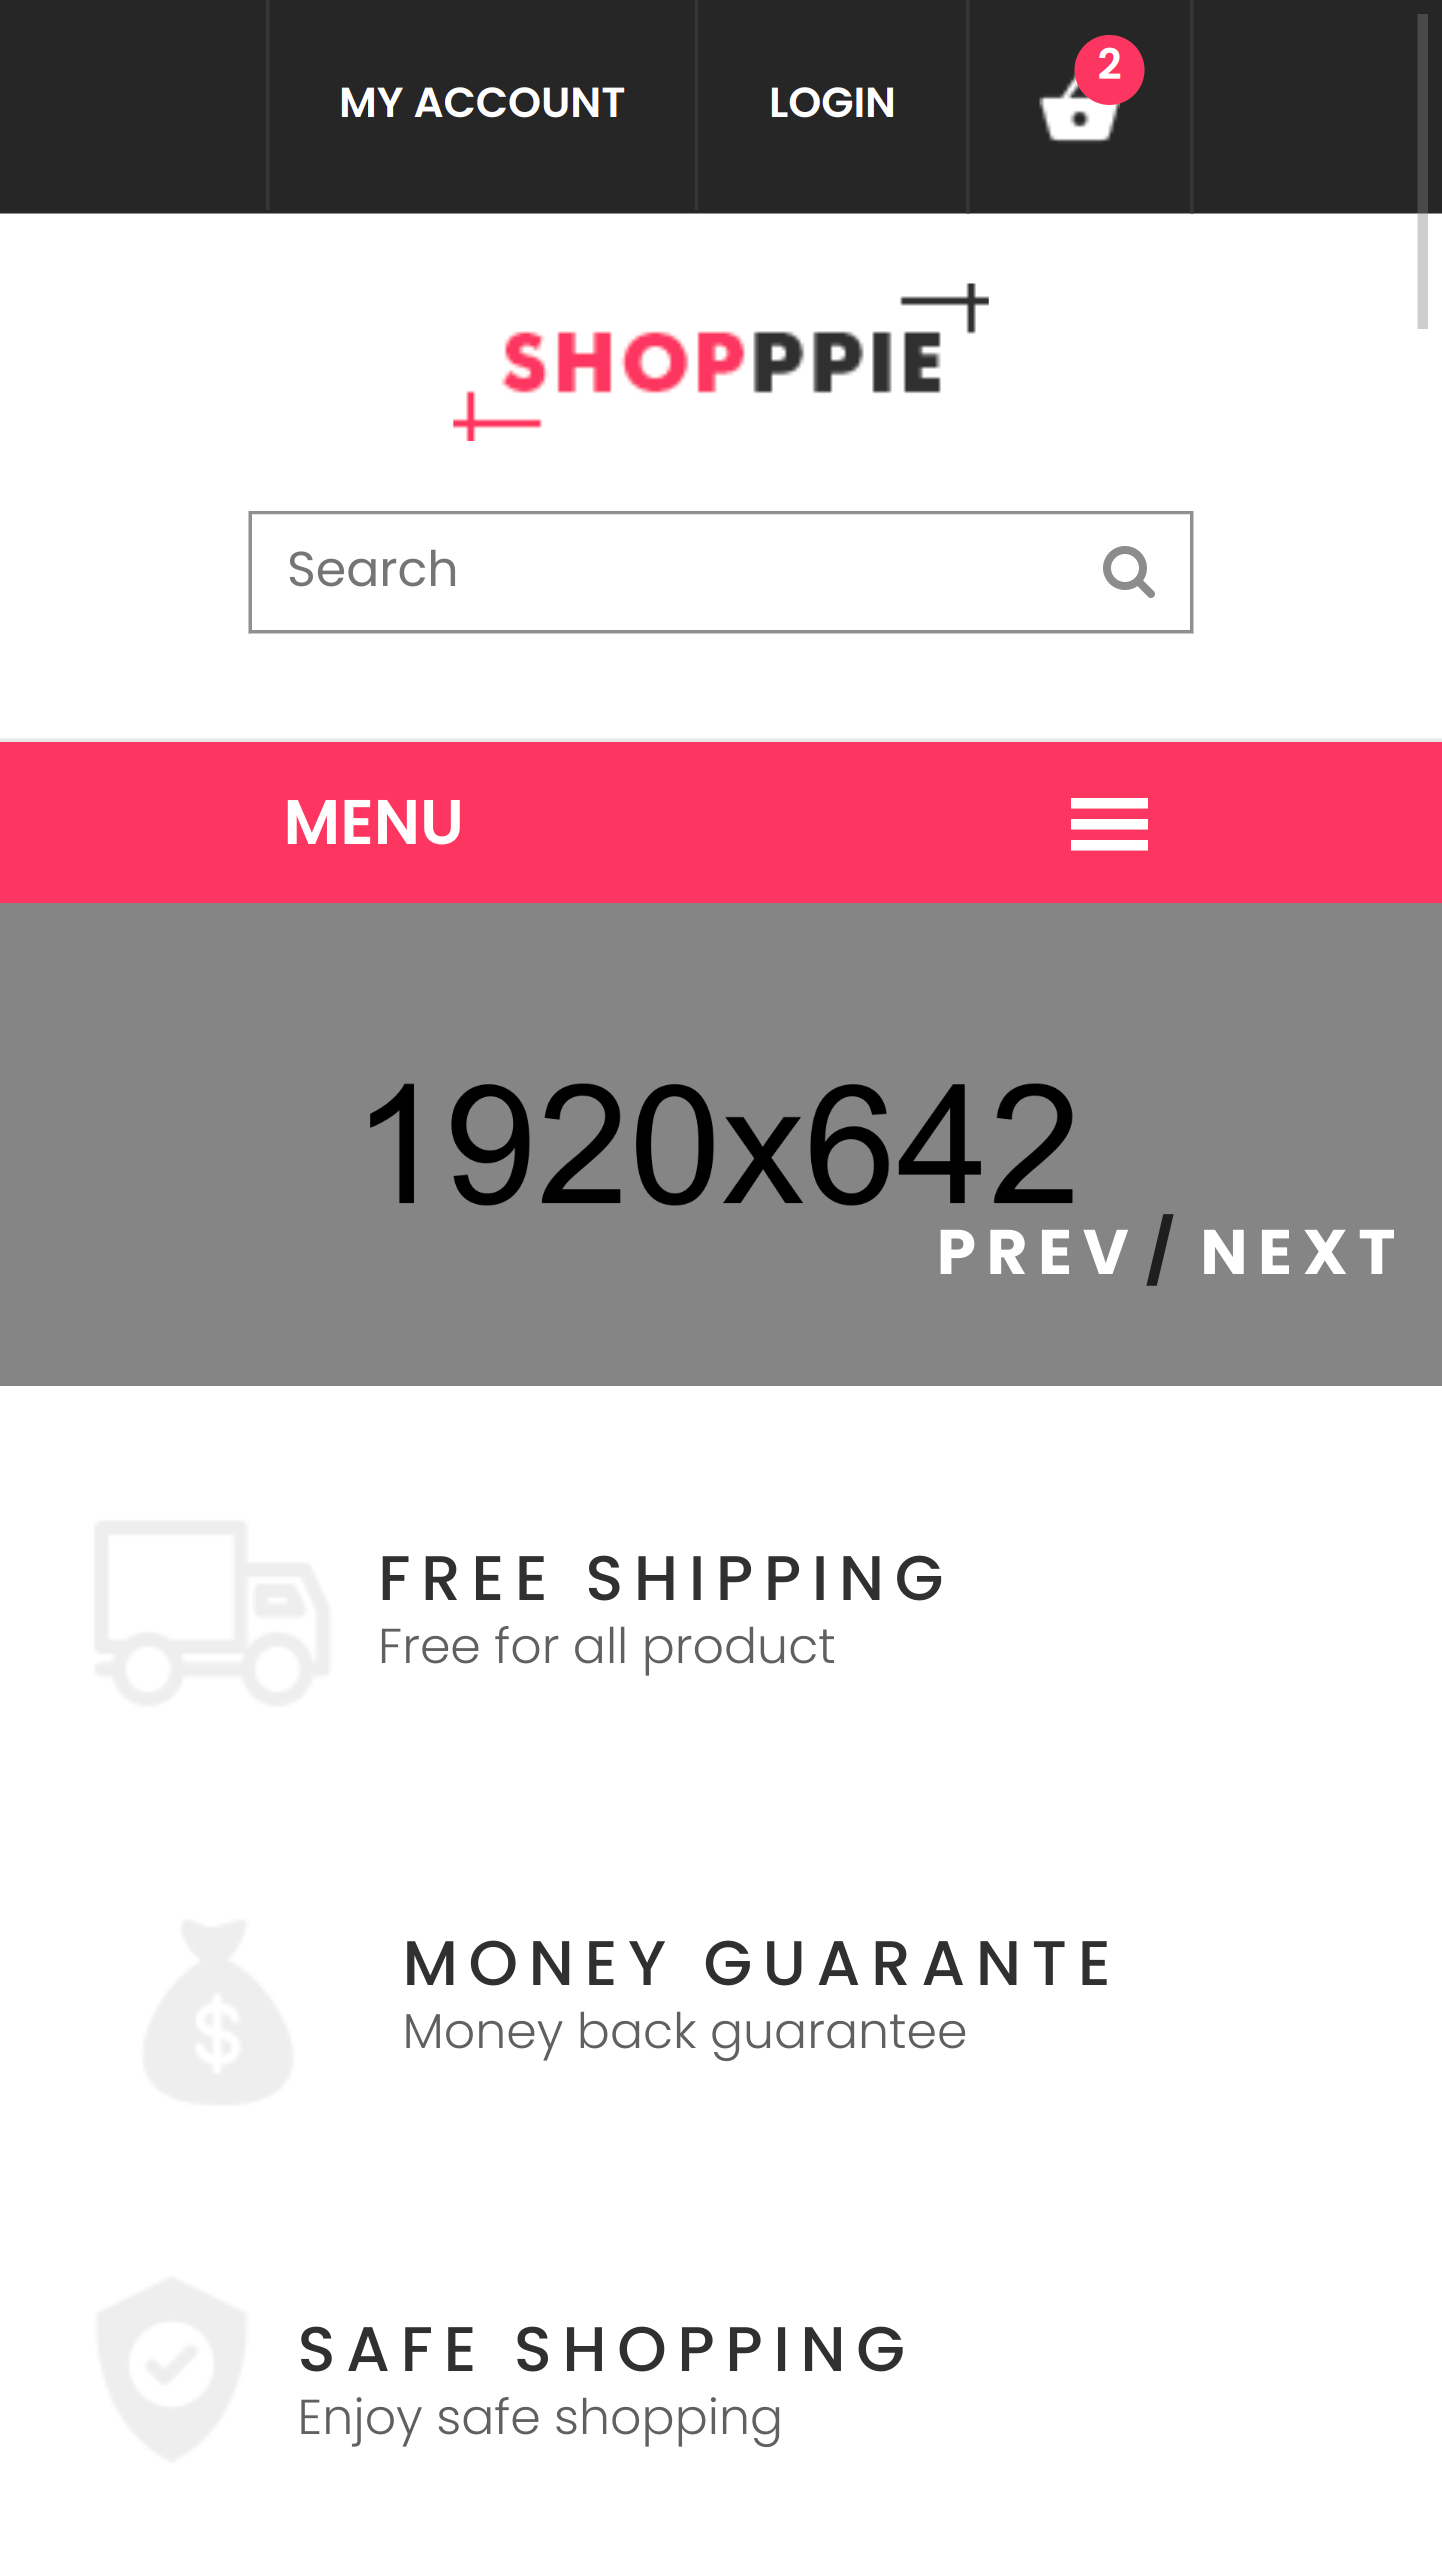 MY ACCOUNT
LOGIN
2
SHOPPPIE
Search
MENU
1920x642
PREV / NEXT
FREE SHIPPING
Free for all product
$
MONEY GUARANTE
Money back guarantee
SAFE SHOPPING
Enjoy safe shopping